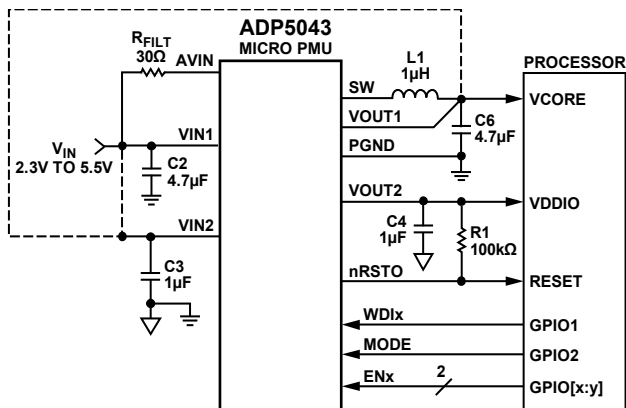 ADP5043
MICRO PMU
R_FILT
30Ω
AVIN
L1
1µH
PROCESSOR
SW
VCORE
VOUT1
C6
4.7µF
V_IN
2.3V TO 5.5V
VIN1
C2
4.7µF
PGND
VOUT2
VDDIO
VIN2
C4
1µF
R1
100kΩ
C3
1µF
nRSTO
RESET
WDIx
GPIO1
MODE
GPIO2
ENx
2
GPIO[x:y]